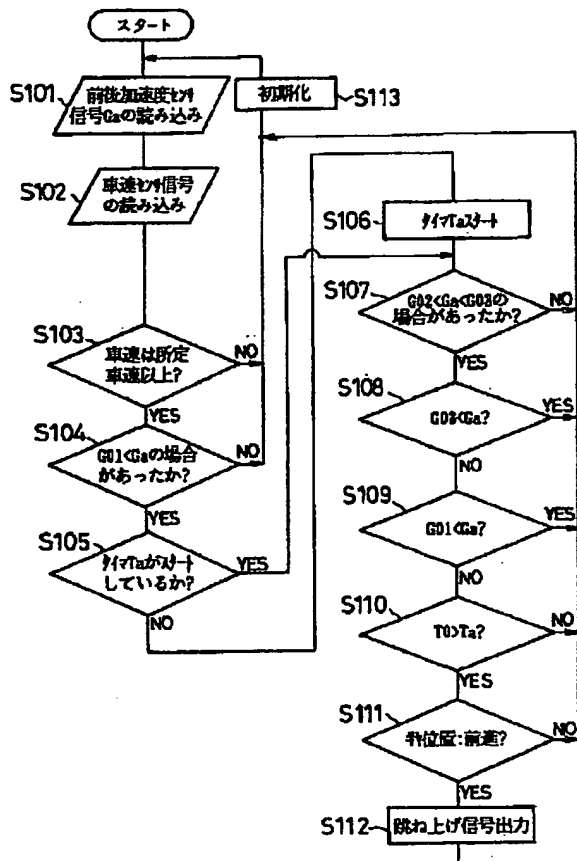 スタート
S101
前後加速度センサ
信号Gaの読み込み
初期化
S113
S102
車速センサ信号
の読み込み
S103
車速は所定
車速以上?
NO
YES
S104
G01<Gaの場合
があったか?
NO
YES
S105
タイマTaがスタート
しているか?
YES
NO
S106
タイマTaスタート
S107
G02<Ga<G03の
場合があったか?
NO
YES
S108
G03<Ga?
YES
NO
S109
G01<Ga?
YES
NO
S110
T0>Ta?
NO
YES
S111
位置:前進?
NO
YES
S112
跳ね上げ信号出力